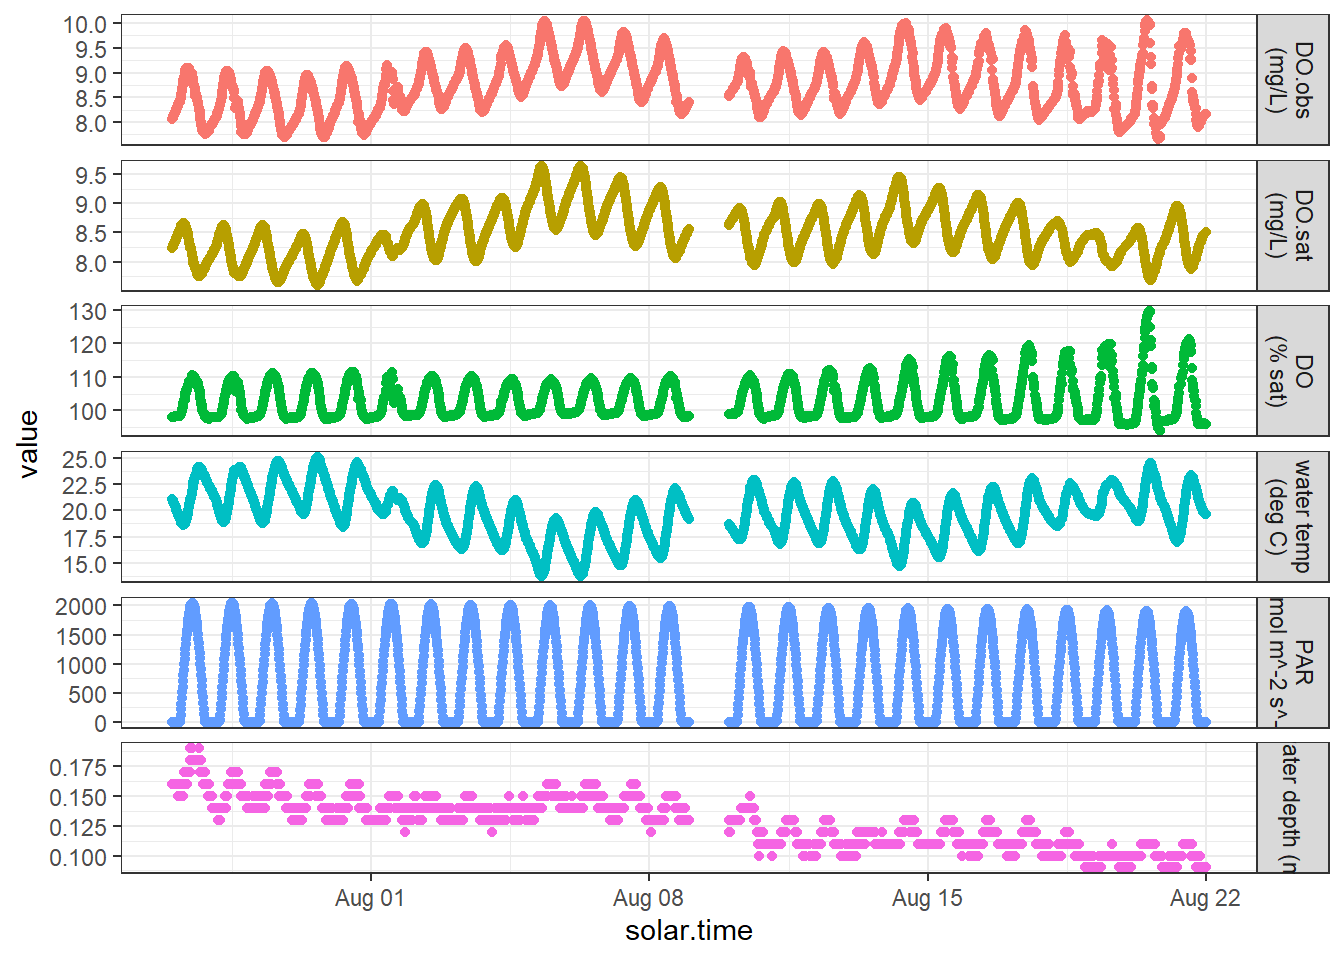 value
10.0
9.5
9.0
8.5
8.0
DO.obs
(mg/L)
9.5
9.0
8.5
8.0
DO.sat
(mg/L)
130
120
110
100
DO
(% sat)
25.0
22.5
20.0
17.5
15.0
water temp
(deg C)
2000
1500
1000
500
0
PAR
mol m^-2 s^-
0.175
0.150
0.125
0.100
ater depth (m
Aug 01
Aug 08
Aug 15
Aug 22
solar.time